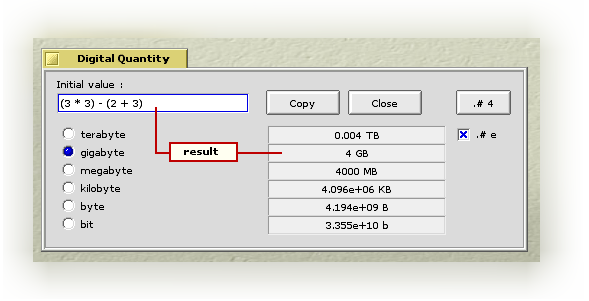 Digital Quantity
Initial value :
(3 * 3) - (2 + 3)
Copy
Close
.# 4
terabyte
0.004 TB
.# e
gigabyte
result
4 GB
megabyte
4000 MB
kilobyte
4.096e+06 KB
byte
4.194e+09 B
bit
3.355e+10 b